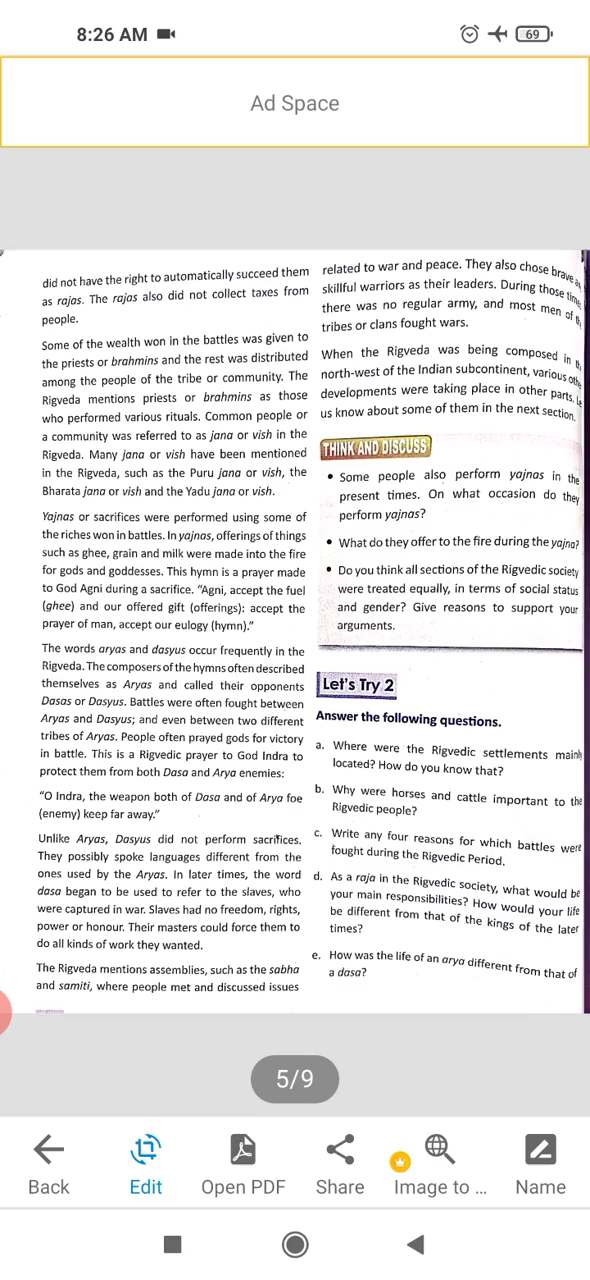 8:26 AM
69
Ad Space
did not have the right to automatically succeed them
as rajas. The rajas also did not collect taxes from
people.
Some of the wealth won in the battles was given to
the priests or brahmins and the rest was distributed
among the people of the tribe or community. The
Rigveda mentions priests or brahmins as those
who performed various rituals. Common people or
a community was referred to as jana or vish in the
Rigveda. Many jana or vish have been mentioned
in the Rigveda, such as the Puru jana or vish, the
Bharata jana or vish and the Yadu jana or vish.
Yajnas or sacrifices were performed using some of
the riches won in battles. In yajnas, offerings of things
such as ghee, grain and milk were made into the fire
for gods and goddesses. This hymn is a prayer made
to God Agni during a sacrifice. “Agni, accept the fuel
(ghee) and our offered gift (offerings): accept the
prayer of man, accept our eulogy (hymn).”
The words aryas and dasyus occur frequently in the
Rigveda. The composers of the hymns often described
themselves as Aryas and called their opponents
Dasas or Dasyus. Battles were often fought between
Aryas and Dasyus; and even between two different
tribes of Aryas. People often prayed gods for victory
in battle. This is a Rigvedic prayer to God Indra to
protect them from both Dasa and Arya enemies:
“O Indra, the weapon both of Dasa and of Arya foe
(enemy) keep far away.”
Unlike Aryas, Dasyus did not perform sacrifices.
They possibly spoke languages different from the
ones used by the Aryas. In later times, the word
dasa began to be used to refer to the slaves, who
were captured in war. Slaves had no freedom, rights,
power or honour. Their masters could force them to
do all kinds of work they wanted.
The Rigveda mentions assemblies, such as the sabha
and samiti, where people met and discussed issues
related to war and peace. They also chose brave
skillful warriors as their leaders. During those time
there was no regular army, and most men of
tribes or clans fought wars.
When the Rigveda was being composed in
north-west of the Indian subcontinent, various
developments were taking place in other parts.
us know about some of them in the next section.
THINK AND DISCUSS
• Some people also perform yajnas in the
present times. On what occasion do they
perform yajnas?
• What do they offer to the fire during the yajna?
• Do you think all sections of the Rigvedic society
were treated equally, in terms of social status
and gender? Give reasons to support your
arguments.
Let's Try 2
Answer the following questions.
a. Where were the Rigvedic settlements mainly
located? How do you know that?
b. Why were horses and cattle important to the
Rigvedic people?
c. Write any four reasons for which battles were
fought during the Rigvedic Period.
d. As a raja in the Rigvedic society, what would be
your main responsibilities? How would your life
be different from that of the kings of the later
times?
e. How was the life of an arya different from that of
a dasa?
5/9
Back
Edit
Open PDF
Share
Image to ...
Name